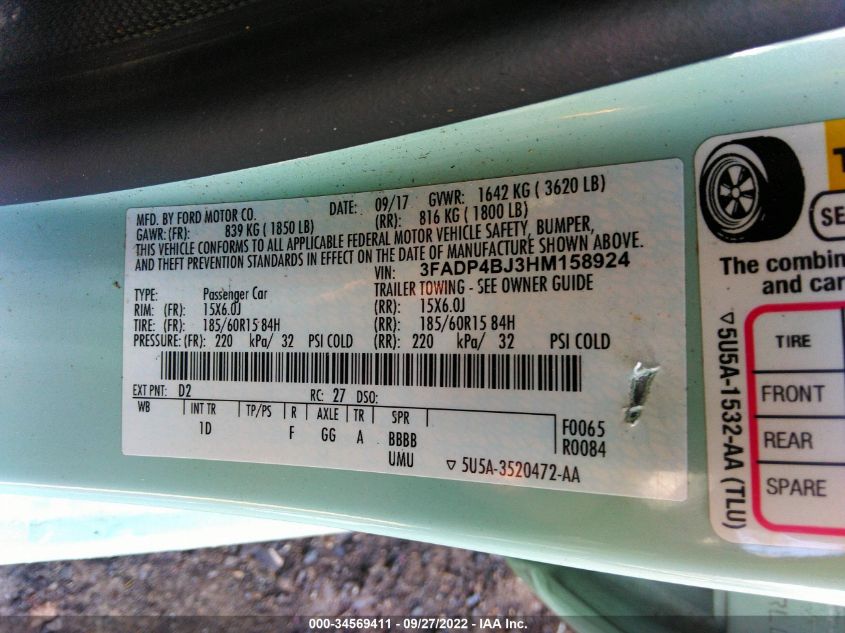 MFD. BY FORD MOTOR CO. DATE: 09/17 GVWR: 1642 KG ( 3620 LB)
GAWR: (FR): 839 KG ( 1850 LB) (RR): 816 KG ( 1800 LB)
THIS VEHICLE CONFORMS TO ALL APPLICABLE FEDERAL MOTOR VEHICLE SAFETY, BUMPER,
AND THEFT PREVENTION STANDARDS IN EFFECT ON THE DATE OF MANUFACTURE SHOWN ABOVE.
VIN: 3FADP4BJ3HM158924
TYPE: Passenger Car TRAILER TOWING - SEE OWNER GUIDE
RIM: (FR): 15X6.0J (RR): 15X6.0J
TIRE: (FR): 185/60R15 84H (RR): 185/60R15 84H
PRESSURE: (FR): 220 kPa/ 32 PSI COLD (RR): 220 kPa/ 32 PSI COLD
EXT PNT: D2 RC: 27 DSO:
WB INT TR TP/PS R AXLE TR SPR
1D F GG A BBBB
UMU
F0065
R0084
▽ 5U5A-3520472-AA
The combin
and car
TIRE
FRONT
REAR
SPARE
▽5U5A-1532-AA (TLU)
000-34569411 - 09/27/2022 - IAA Inc.